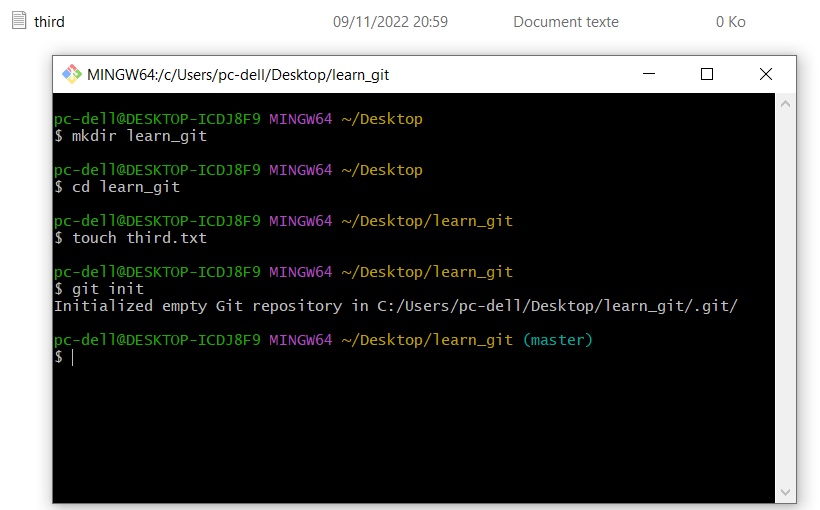 third 09/11/2022 20:59 Document texte 0 Ko
MINGW64:/c/Users/pc-dell/Desktop/learn_git
pc-dell@DESKTOP-ICDJ8F9 MINGW64 ~/Desktop
$ mkdir learn_git
pc-dell@DESKTOP-ICDJ8F9 MINGW64 ~/Desktop
$ cd learn_git
pc-dell@DESKTOP-ICDJ8F9 MINGW64 ~/Desktop/learn_git
$ touch third.txt
pc-dell@DESKTOP-ICDJ8F9 MINGW64 ~/Desktop/learn_git
$ git init
Initialized empty Git repository in C:/Users/pc-dell/Desktop/learn_git/.git/
pc-dell@DESKTOP-ICDJ8F9 MINGW64 ~/Desktop/learn_git (master)
$